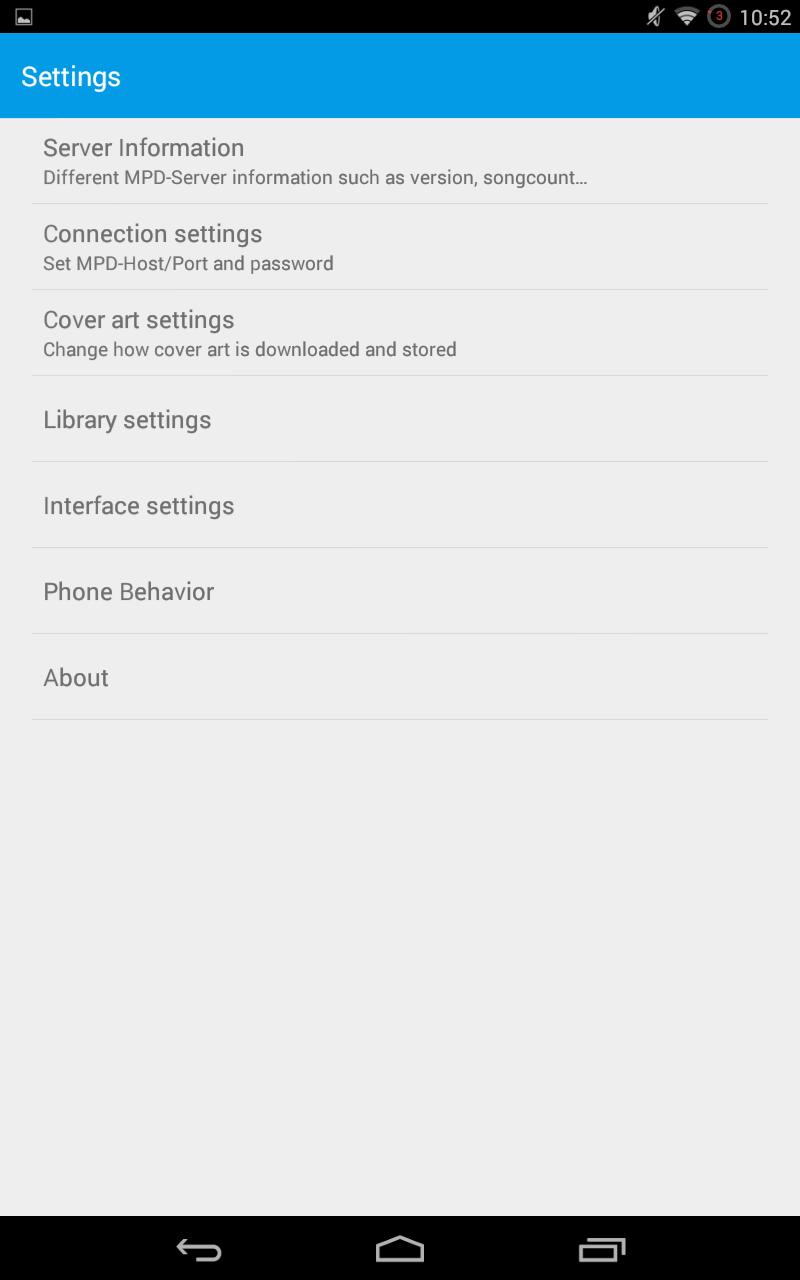 3 10:52
Settings
Server Information
Different MPD-Server information such as version, songcount…
Connection settings
Set MPD-Host/Port and password
Cover art settings
Change how cover art is downloaded and stored
Library settings
Interface settings
Phone Behavior
About